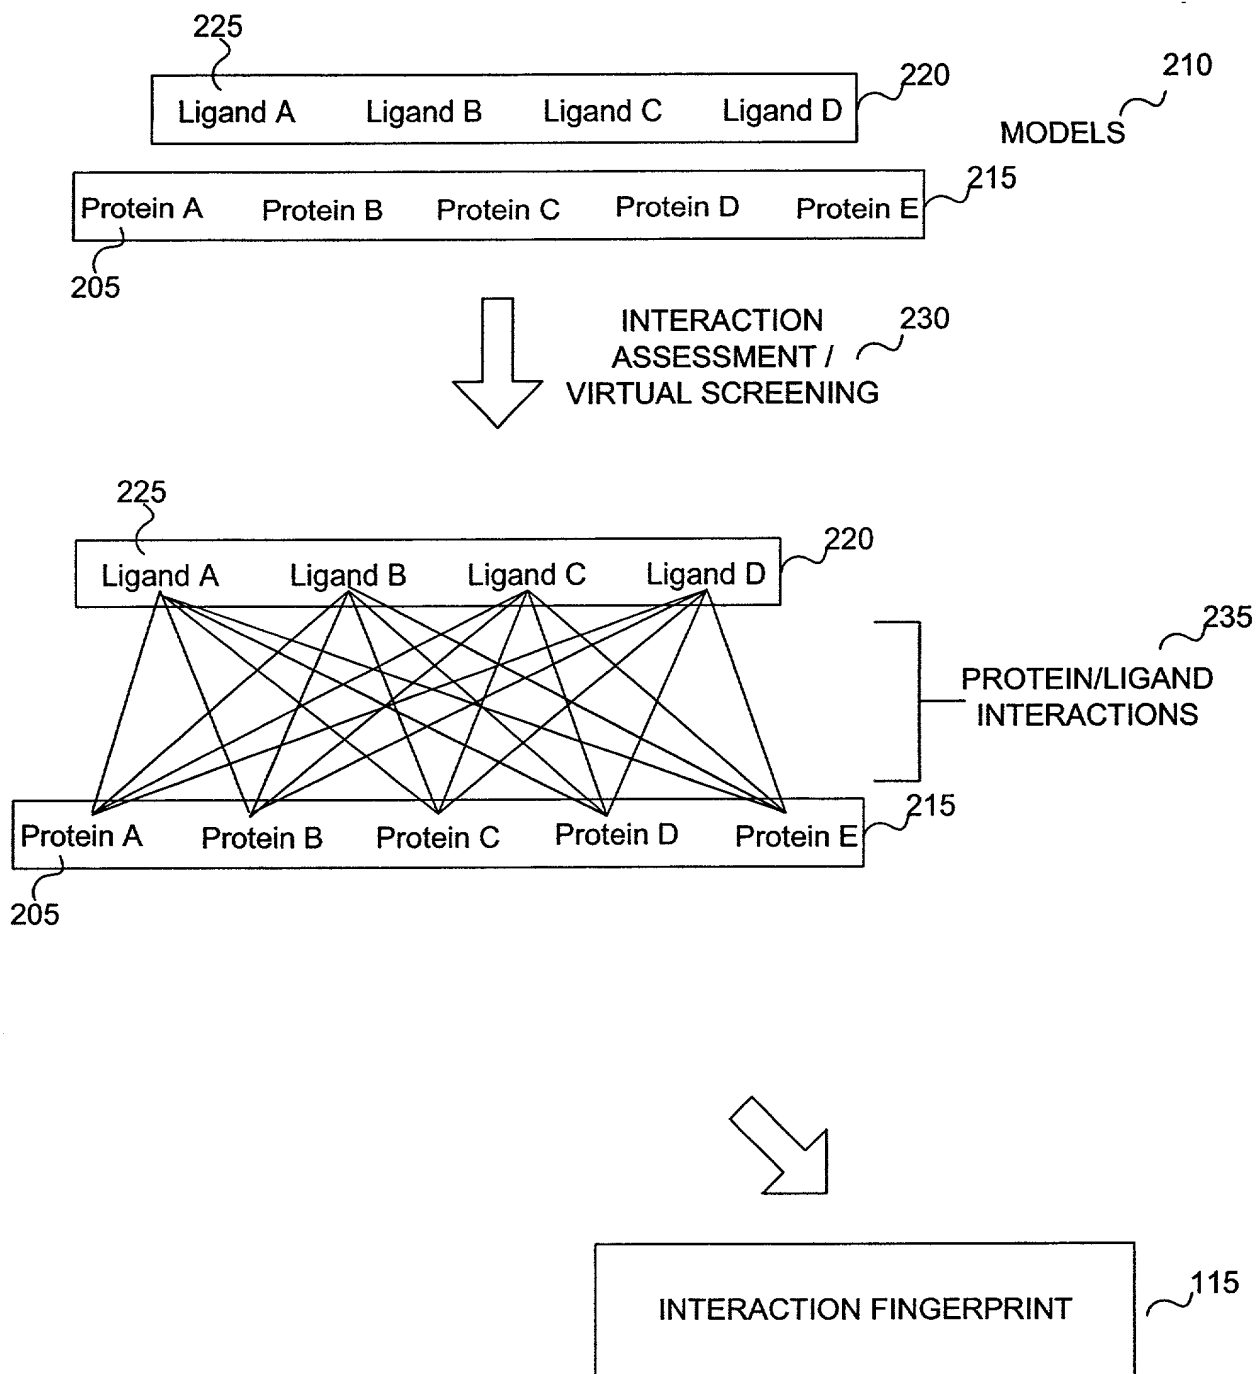 225
Ligand A Ligand B Ligand C Ligand D
220
210
MODELS
Protein A Protein B Protein C Protein D Protein E
215
205
INTERACTION
ASSESSMENT /
VIRTUAL SCREENING
230
225
Ligand A Ligand B Ligand C Ligand D
220
235
PROTEIN/LIGAND
INTERACTIONS
Protein A Protein B Protein C Protein D Protein E
215
205
INTERACTION FINGERPRINT
115